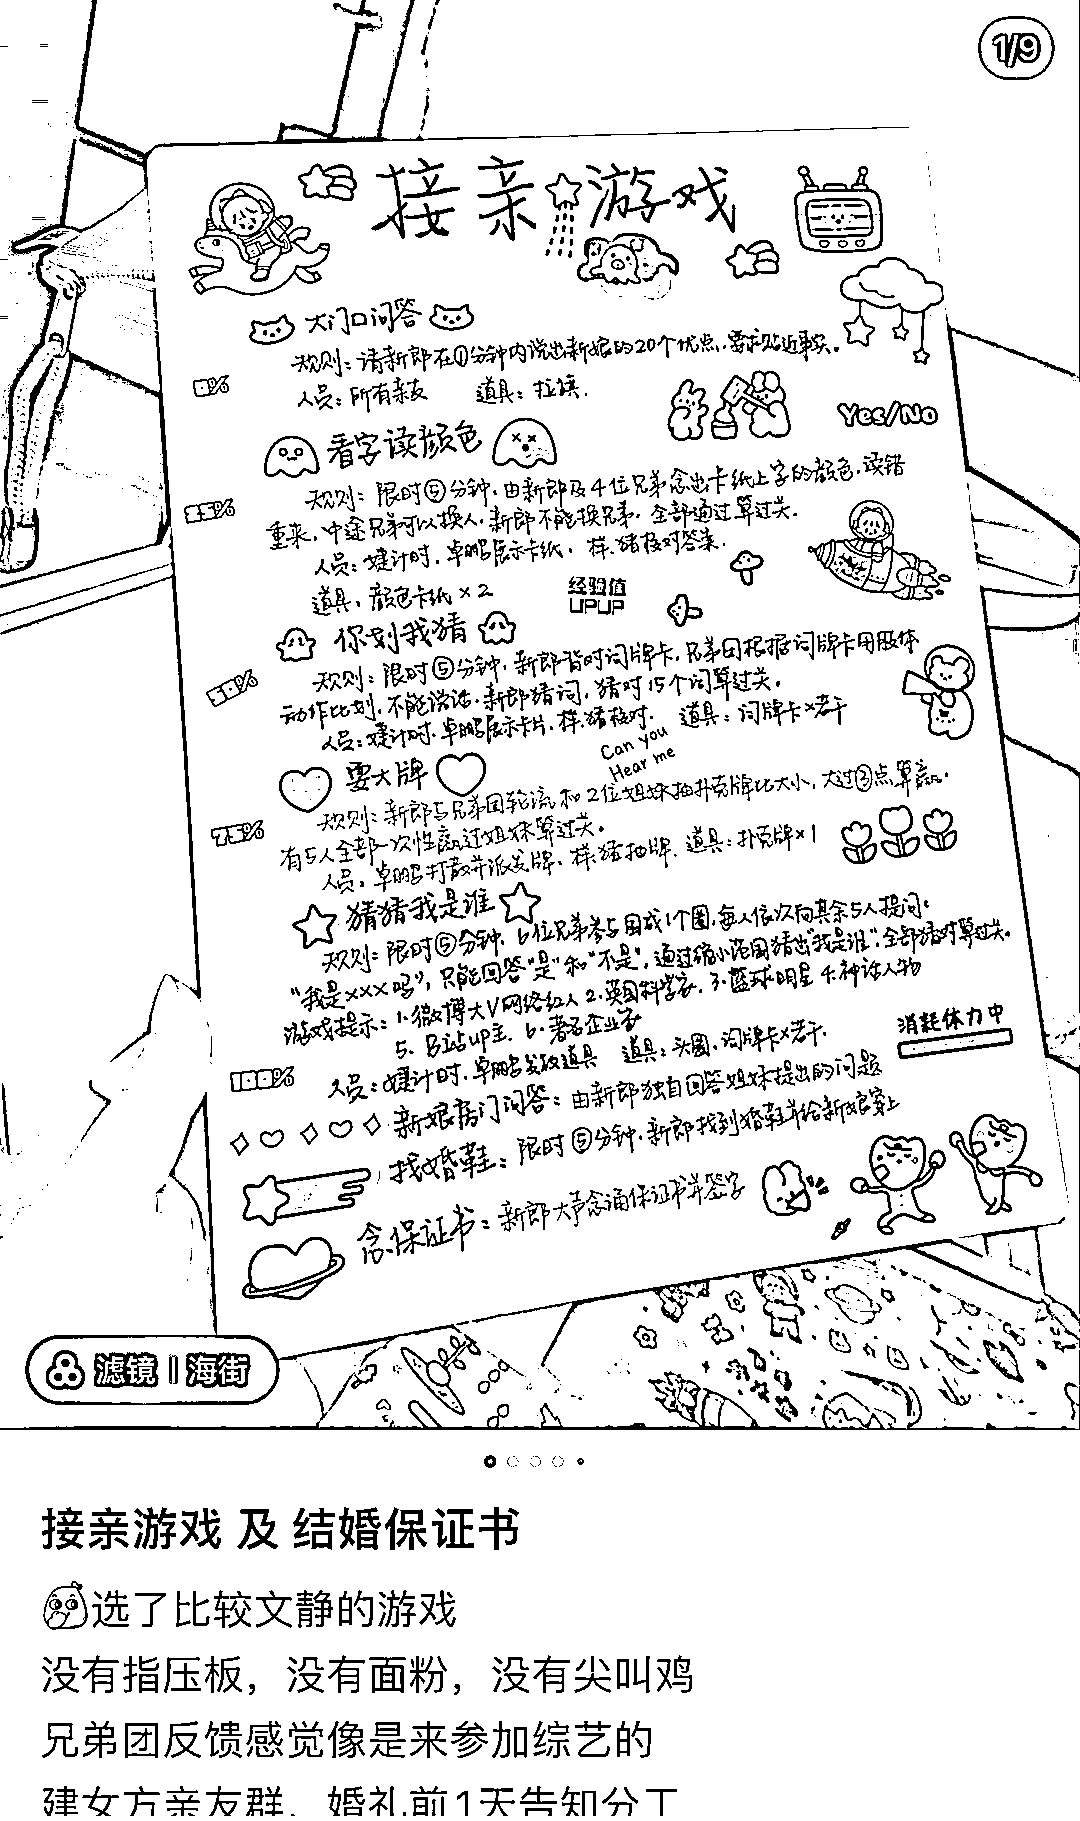 1/9
接亲游戏
大门口问答
规则：请新郎在①分钟内说出新娘的20个优点，要求贴近事实。
0%
人员：所有亲友 道具：拉馍.
Yes/No
看字读颜色
规则：限时⑤分钟，由新郎及4位兄弟念出卡纸上字的颜色，读错
25%
重来，中途兄弟可以换人，新郎不能换兄弟，全部通过算过关.
人员：婕计时，卓鹏展示卡纸，样.猪核对答案.
道具：颜色卡纸×2
经验值
UPUP
你划我猜
规则：限时⑤分钟，新郎背对词牌卡，兄弟团根据词牌卡用肢体
50%
动作比划，不能说话，新郎猜词，猜对15个词算过关.
人员：婕计时，卓鹏展示卡片，样.猪核对. 道具：词牌卡×若干
Can you
Hear me
耍大牌
规则：新郎与兄弟团轮流和2位姐妹抽扑克牌比大小，大过②点算赢.
75%
有5人全部一次性赢过姐妹算过关.
人员：卓鹏打散并派发牌，样.猪抽牌. 道具：扑克牌×1
猜猜我是谁
规则：限时⑤分钟，6位兄弟参与围成1个圈，每人依次向其余5人提问：
“我是×××吗”，只能回答“是”和“不是”，通过缩小范围猜出“我是谁”，全部猜对算过关.
游戏提示：1.微博大V网络红人 2.英国科学家 3.蓝球明星 4.神话人物
5.B站up主 6.著名企业家
消耗体力中
100%
人员：婕计时，卓鹏发放道具 道具：头圈，词牌卡×若干.
新娘房门问答：由新郎独自回答姐妹提出的问题
找婚鞋：限时⑤分钟，新郎找到婚鞋并给新娘穿上
念保证书：新郎大声念诵保证书并签字
滤镜 | 海街
接亲游戏 及 结婚保证书
选了比较文静的游戏
没有指压板，没有面粉，没有尖叫鸡
兄弟团反馈感觉像是来参加综艺的
建女方亲友群，婚礼前1天告知分工